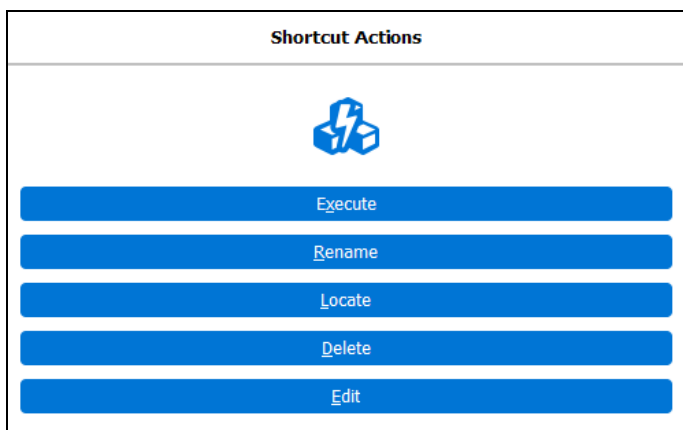 Shortcut Actions
Execute
Rename
Locate
Delete
Edit